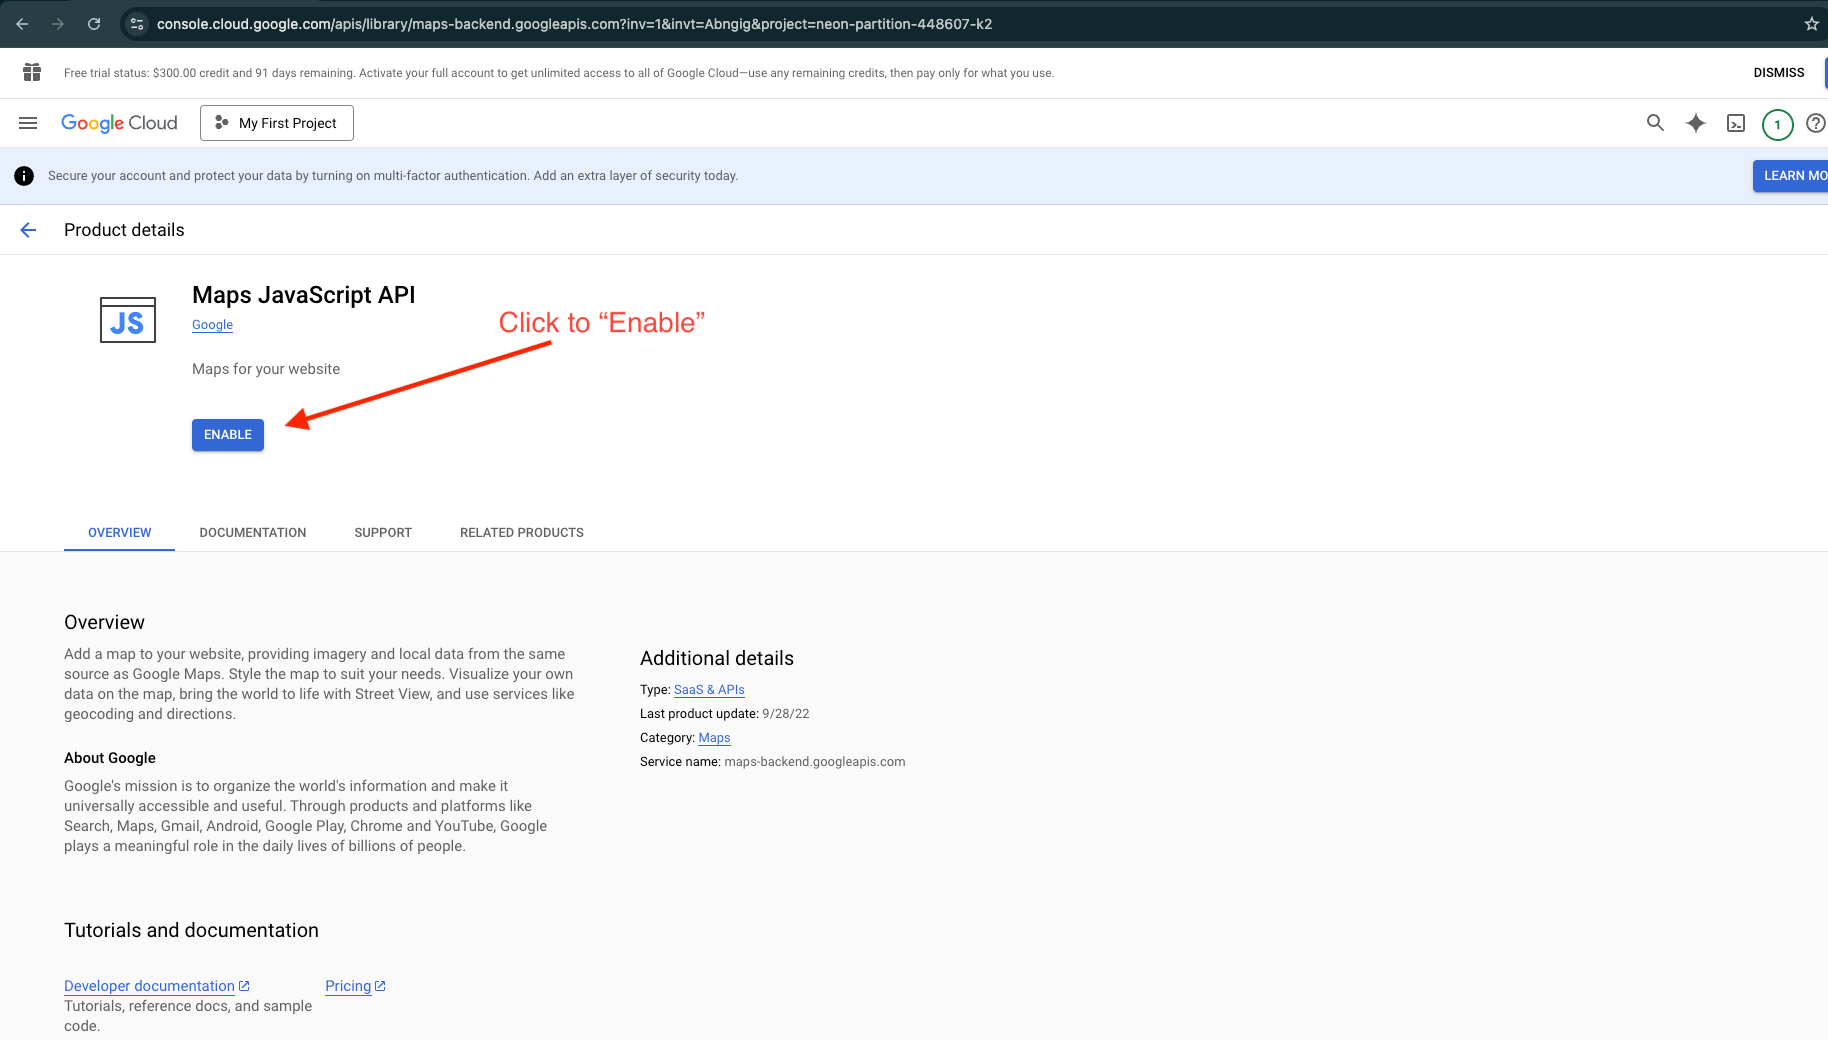 console.cloud.google.com/apis/library/maps-backend.googleapis.com?inv=1&invt=Abngig&project=neon-partition-448607-k2
Free trial status: $300.00 credit and 91 days remaining. Activate your full account to get unlimited access to all of Google Cloud—use any remaining credits, then pay only for what you use.
DISMISS
Google Cloud
My First Project
1
Secure your account and protect your data by turning on multi-factor authentication. Add an extra layer of security today.
LEARN MO
Product details
JS
Maps JavaScript API
Google
Click to “Enable”
Maps for your website
ENABLE
OVERVIEW
DOCUMENTATION
SUPPORT
RELATED PRODUCTS
Overview
Add a map to your website, providing imagery and local data from the same
source as Google Maps. Style the map to suit your needs. Visualize your own
data on the map, bring the world to life with Street View, and use services like
geocoding and directions.
About Google
Google's mission is to organize the world's information and make it
universally accessible and useful. Through products and platforms like
Search, Maps, Gmail, Android, Google Play, Chrome and YouTube, Google
plays a meaningful role in the daily lives of billions of people.
Additional details
Type: SaaS & APIs
Last product update: 9/28/22
Category: Maps
Service name: maps-backend.googleapis.com
Tutorials and documentation
Developer documentation
Tutorials, reference docs, and sample
code.
Pricing